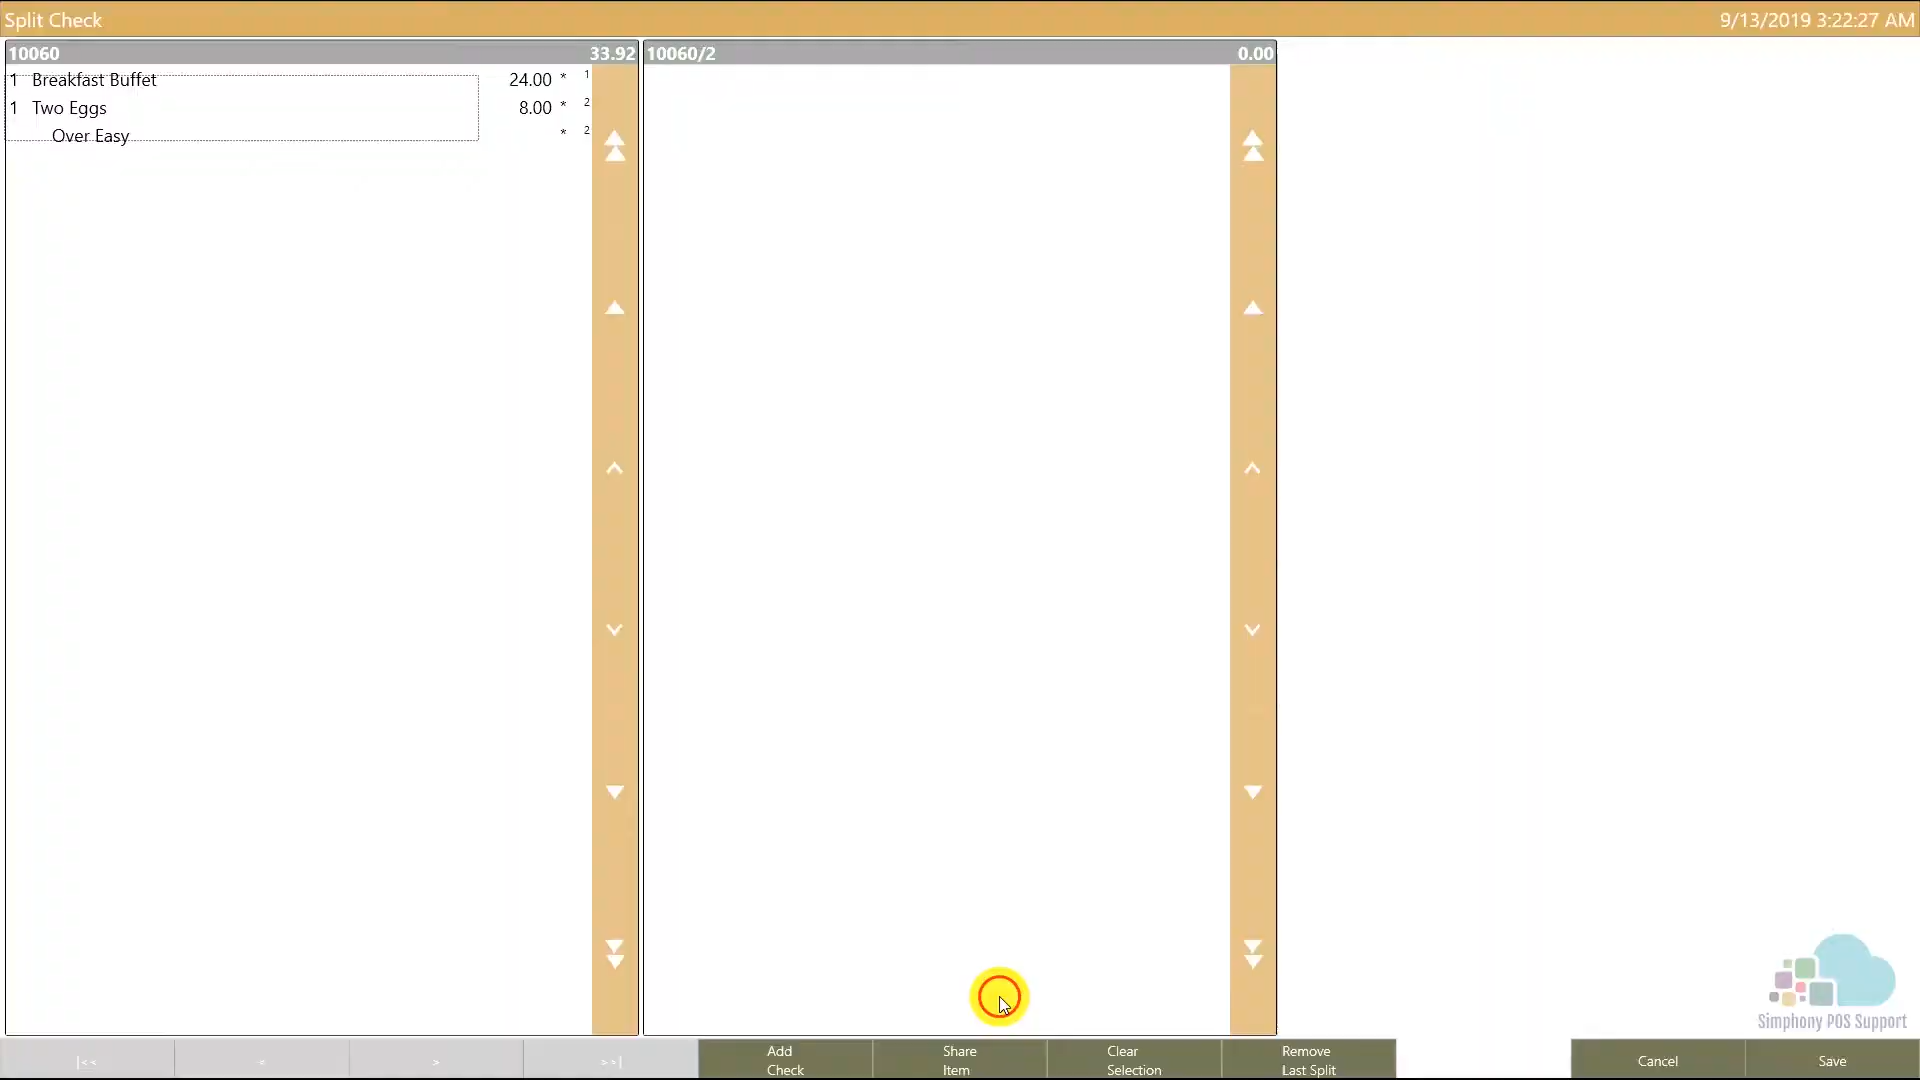 Split Check 9/13/2019 3:22:27 AM
10060 33.92 10060/2 0.00
1 Breakfast Buffet 24.00 * 1
1 Two Eggs 8.00 * 2
Over Easy * 2
|<< < > >>| Add Check Share Item Clear Selection Remove Last Split Cancel Save
Simphony POS Support